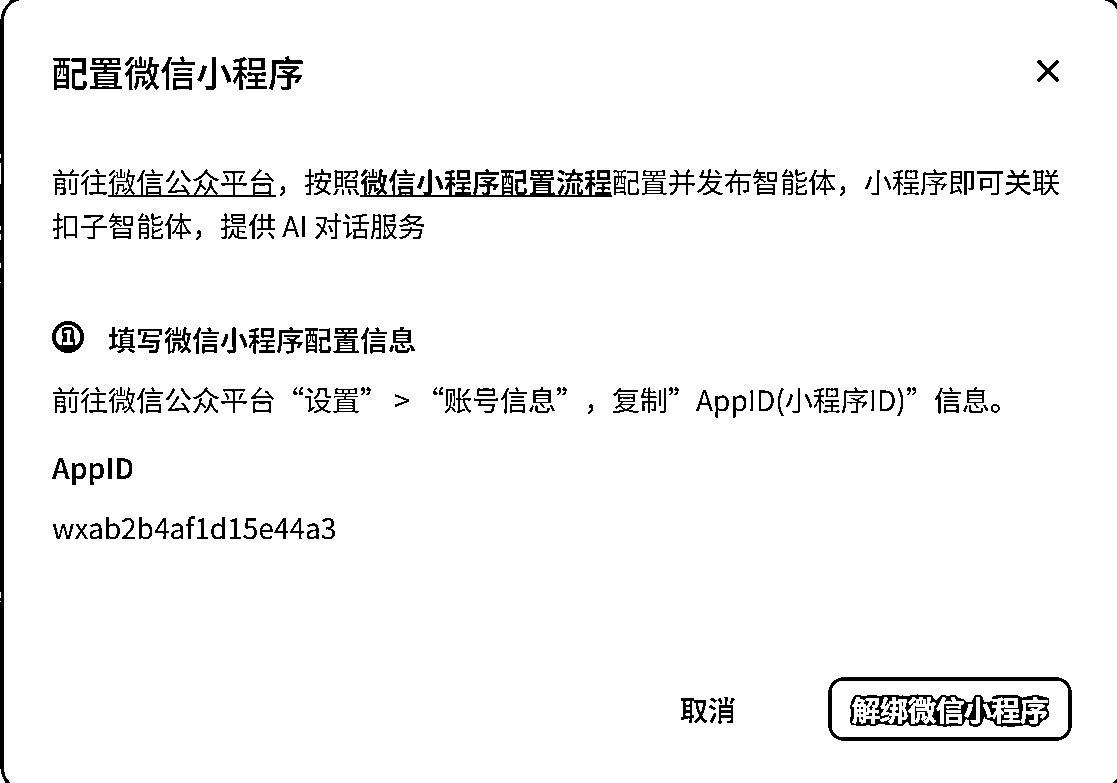 配置微信小程序
前往微信公众平台，按照微信小程序配置流程配置并发布智能体，小程序即可关联
扣子智能体，提供 AI 对话服务
1 填写微信小程序配置信息
前往微信公众平台“设置” > “账号信息”，复制”AppID(小程序ID)”信息。
AppID
wxab2b4af1d15e44a3
取消
解绑微信小程序